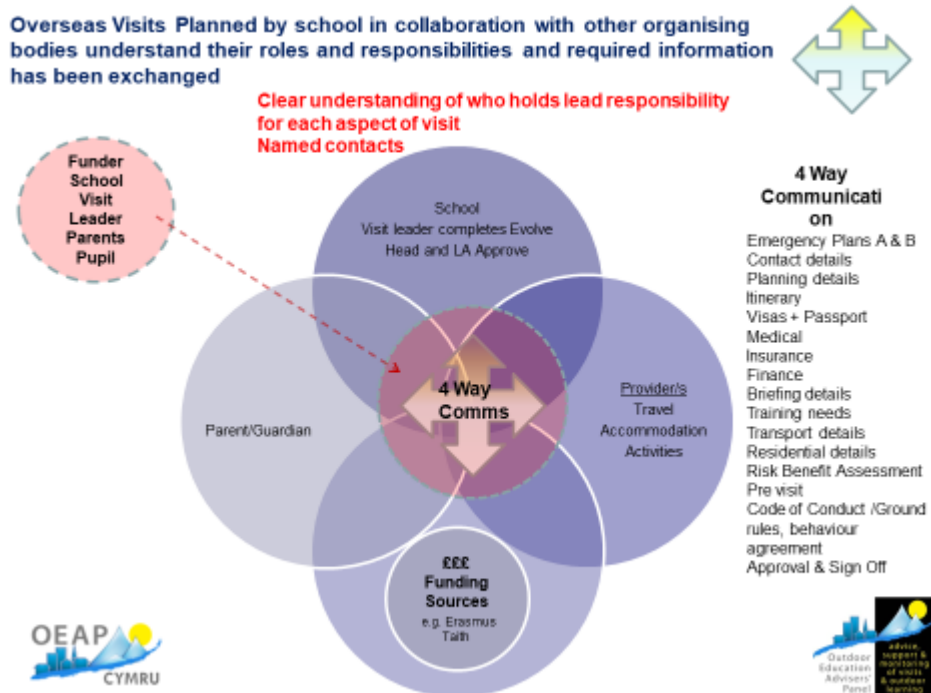 Overseas Visits Planned by school in collaboration with other organising
bodies understand their roles and responsibilities and required information
has been exchanged
Clear understanding of who holds lead responsibility
for each aspect of visit
Named contacts
Funder
School
Visit
Leader
Parents
Pupil
School
Visit leader completes Evolve
Head and LA Approve
Parent/Guardian
4 Way
Comms
Provider/s
Travel
Accommodation
Activities
£££
Funding
Sources
e.g. Erasmus
Taith
4 Way
Communicati
on
Emergency Plans A & B
Contact details
Planning details
Itinerary
Visas + Passport
Medical
Insurance
Finance
Briefing details
Training needs
Transport details
Residential details
Risk Benefit Assessment
Pre visit
Code of Conduct /Ground
rules, behaviour
agreement
Approval & Sign Off
OEAP
CYMRU
Outdoor
Education
Advisers'
Panel
advice,
support &
monitoring
of visits
& outdoor
learning